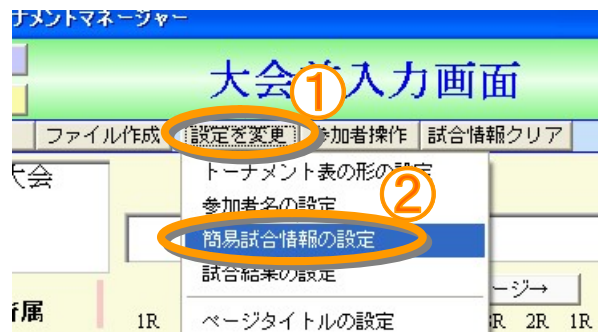 ナメントマネージャー
大会
入力画面
①
ファイル作成 設定を変更 参加者操作 試合情報クリア
大会
トーナメント表の形の設定
参加者名の設定
②
簡易試合情報の設定
試合結果の設定
ージ→
所属
1R ページタイトルの設定 3R 2R 1R